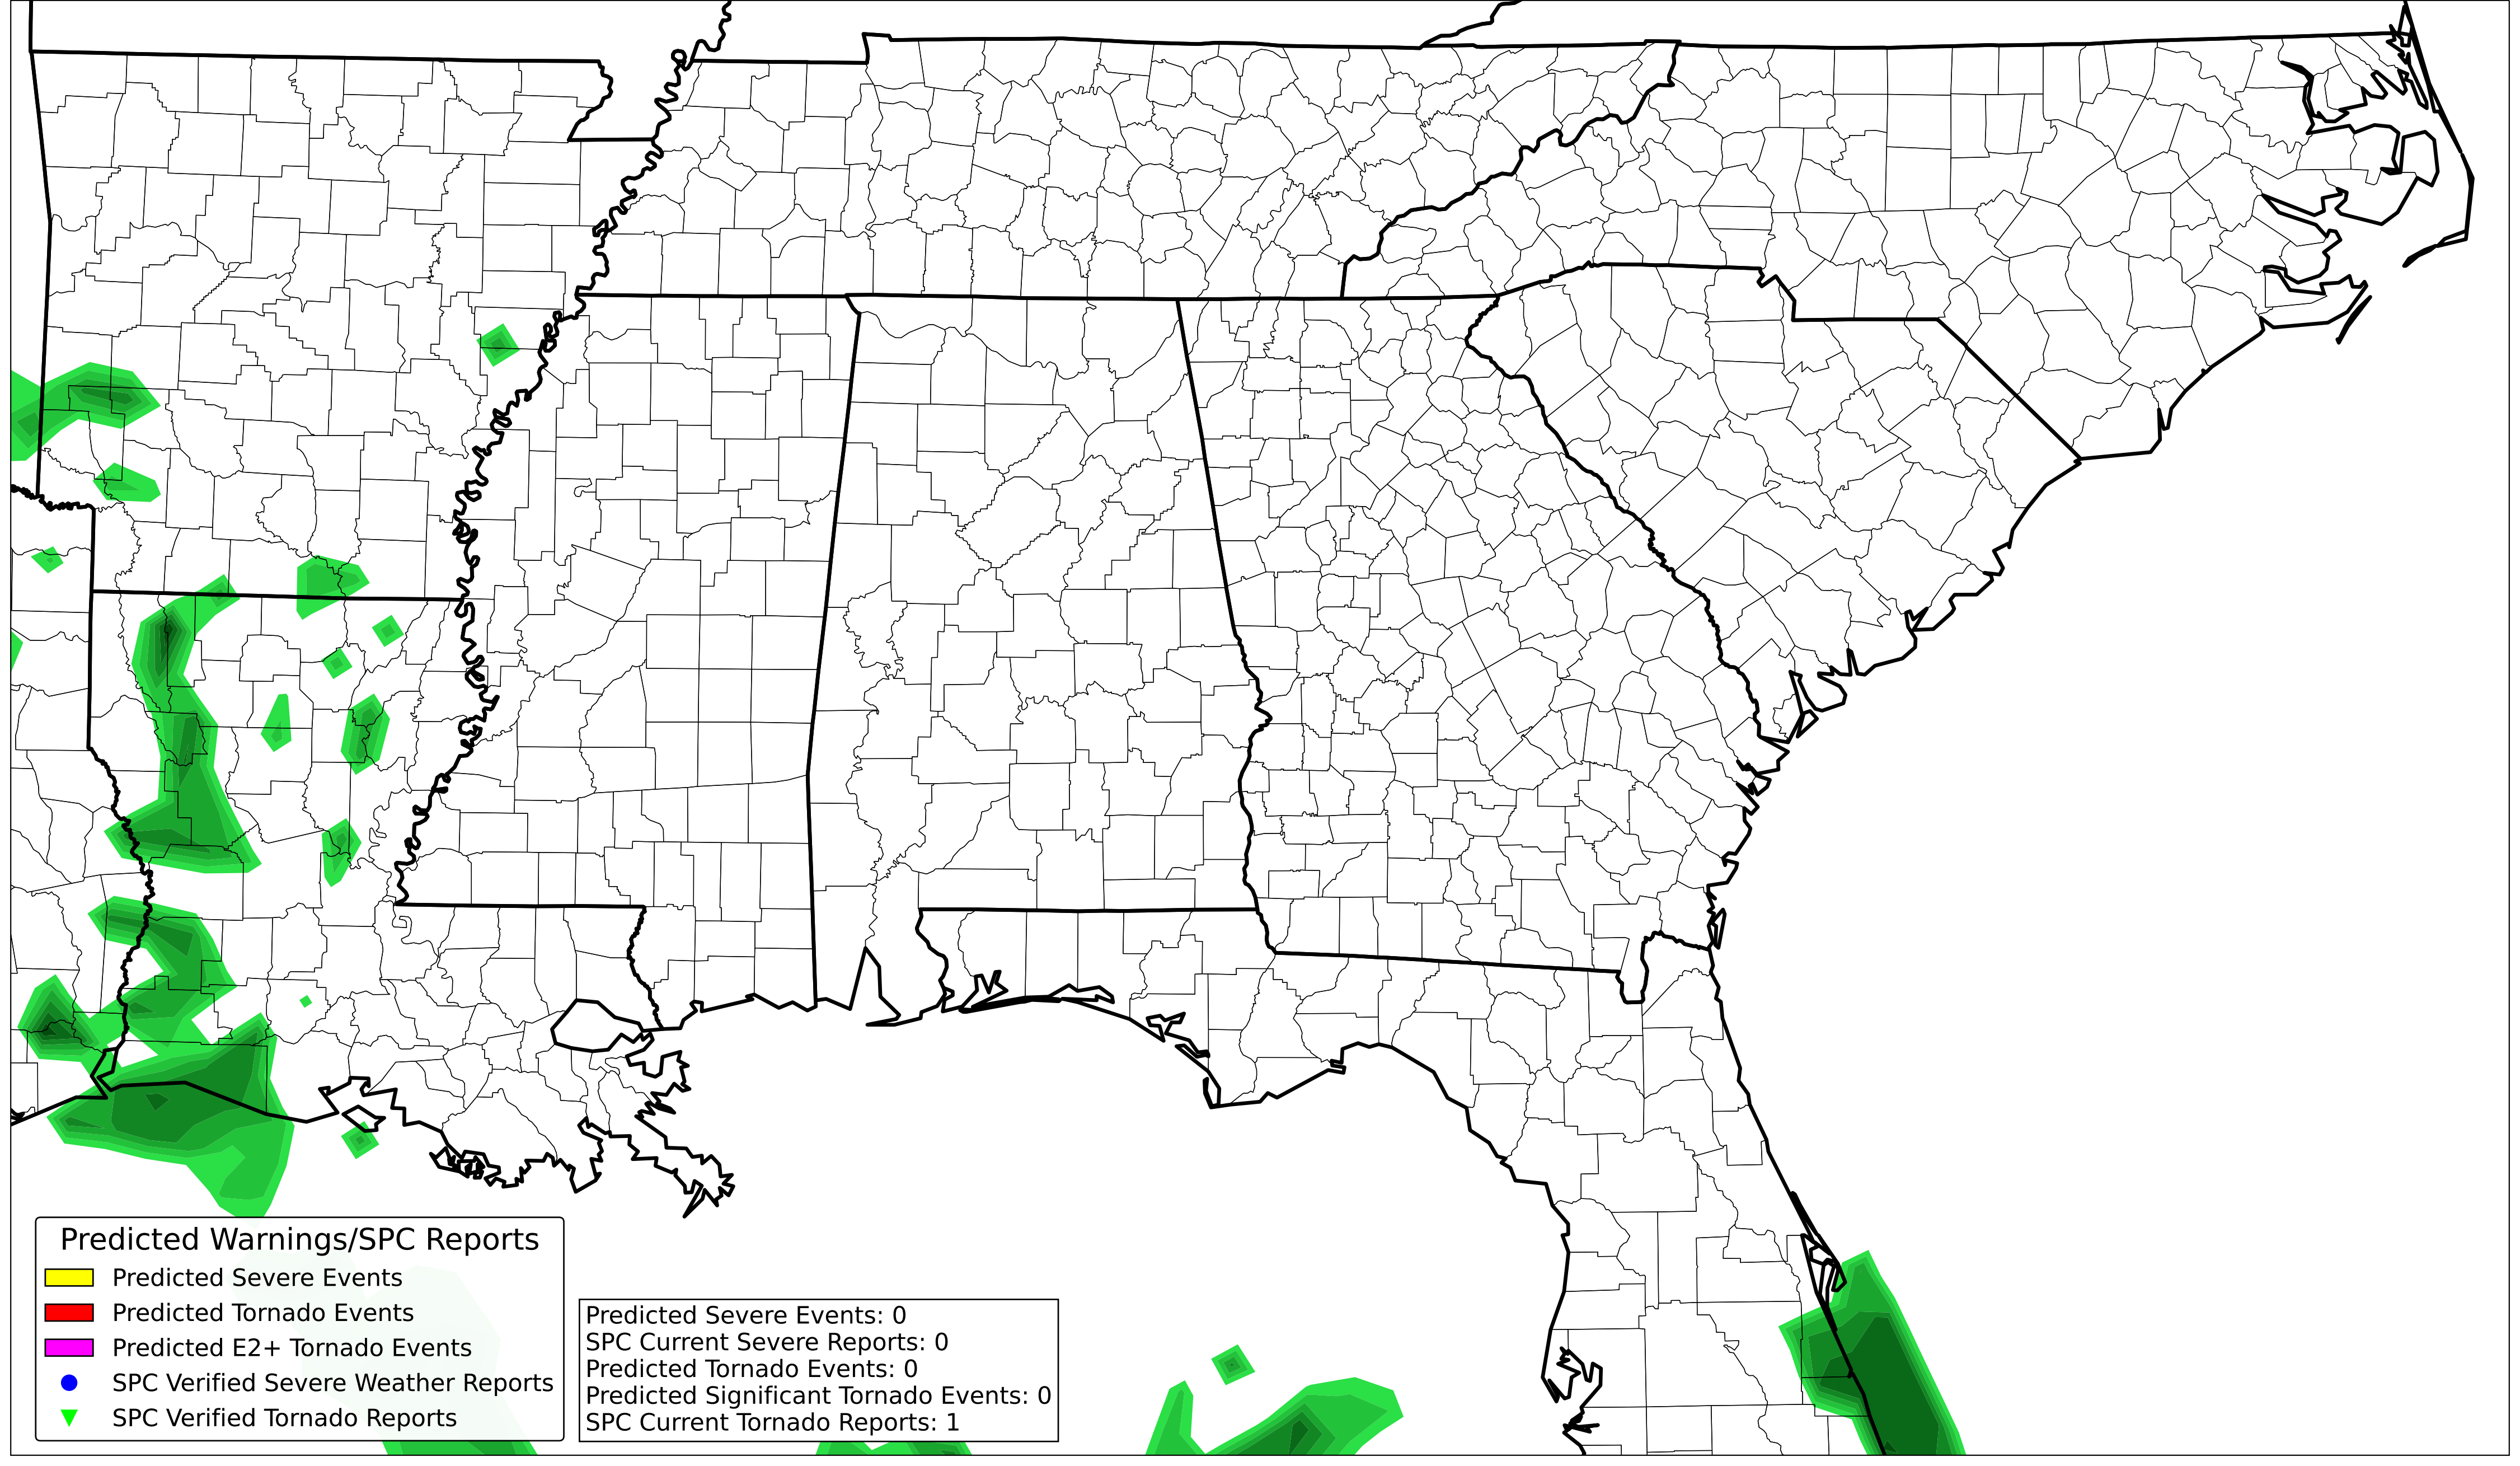 Predicted Warnings/SPC Reports
Predicted Severe Events
Predicted Tornado Events
Predicted E2+ Tornado Events
SPC Verified Severe Weather Reports
SPC Verified Tornado Reports
Predicted Severe Events: 0
SPC Current Severe Reports: 0
Predicted Tornado Events: 0
Predicted Significant Tornado Events: 0
SPC Current Tornado Reports: 1